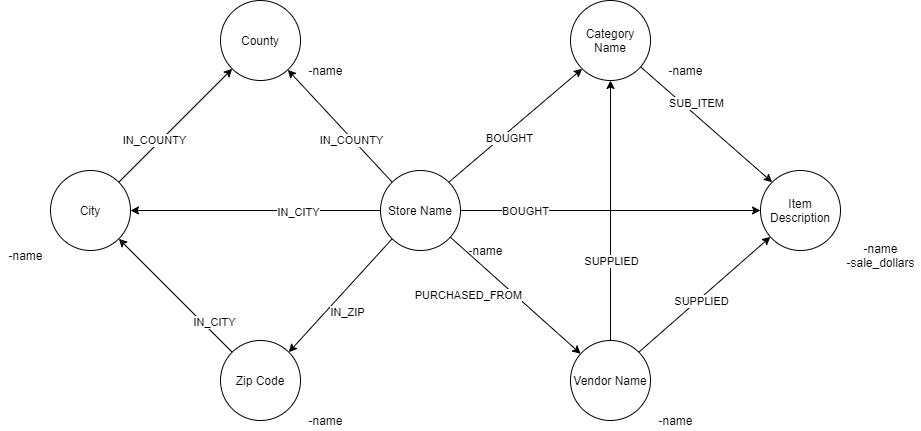 County
-name
Category
Name
-name
SUB_ITEM
IN_COUNTY
IN_COUNTY
BOUGHT
City
-name
IN_CITY
Store Name
-name
BOUGHT
Item
Description
-name
-sale_dollars
SUPPLIED
PURCHASED_FROM
SUPPLIED
IN_CITY
IN_ZIP
Zip Code
-name
Vendor Name
-name